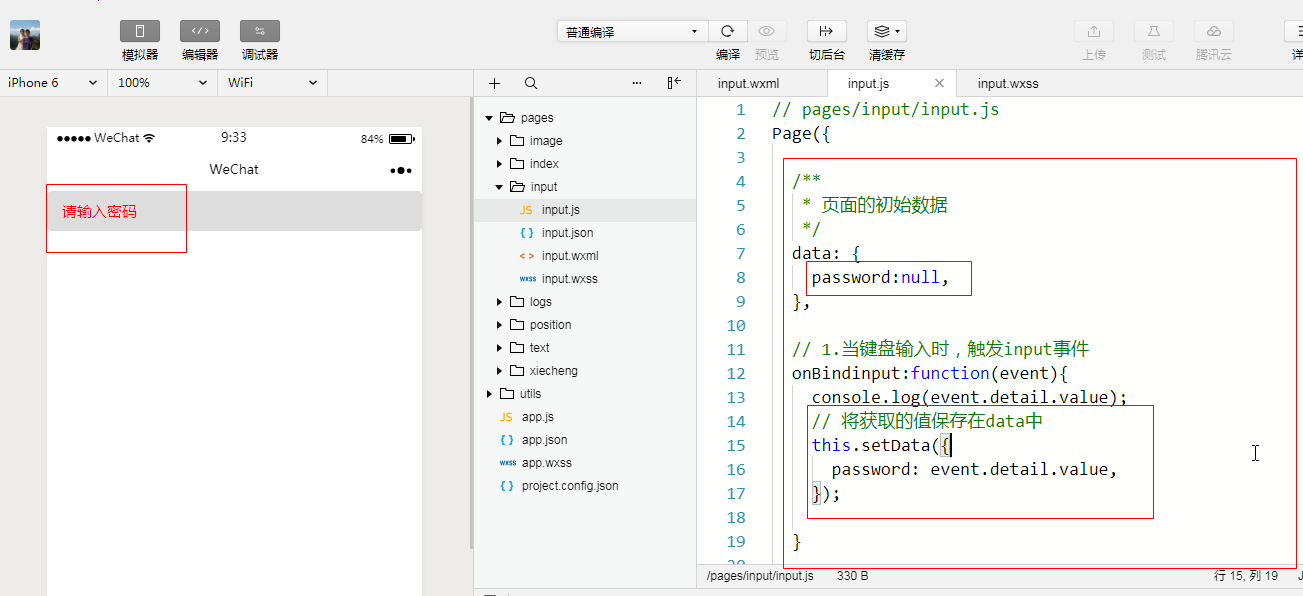 普通编译
模拟器 编辑器 调试器 编译 预览 切后台 清缓存 上传 测试 腾讯云 详
iPhone 6 100% WiFi
input.wxml input.js input.wxss
WeChat 9:33 84%
WeChat
请输入密码
pages
image
index
input
input.js
input.json
input.wxml
input.wxss
logs
position
text
xiecheng
utils
app.js
app.json
app.wxss
project.config.json
1 // pages/input/input.js
2 Page({
3
4 /**
5 * 页面的初始数据
6 */
7 data: {
8 password:null,
9 },
10
11 // 1.当键盘输入时，触发input事件
12 onBindinput:function(event){
13 console.log(event.detail.value);
14 // 将获取的值保存在data中
15 this.setData({
16 password: event.detail.value,
17 });
18
19 }
20
/pages/input/input.js 330 B 行 15, 列 19